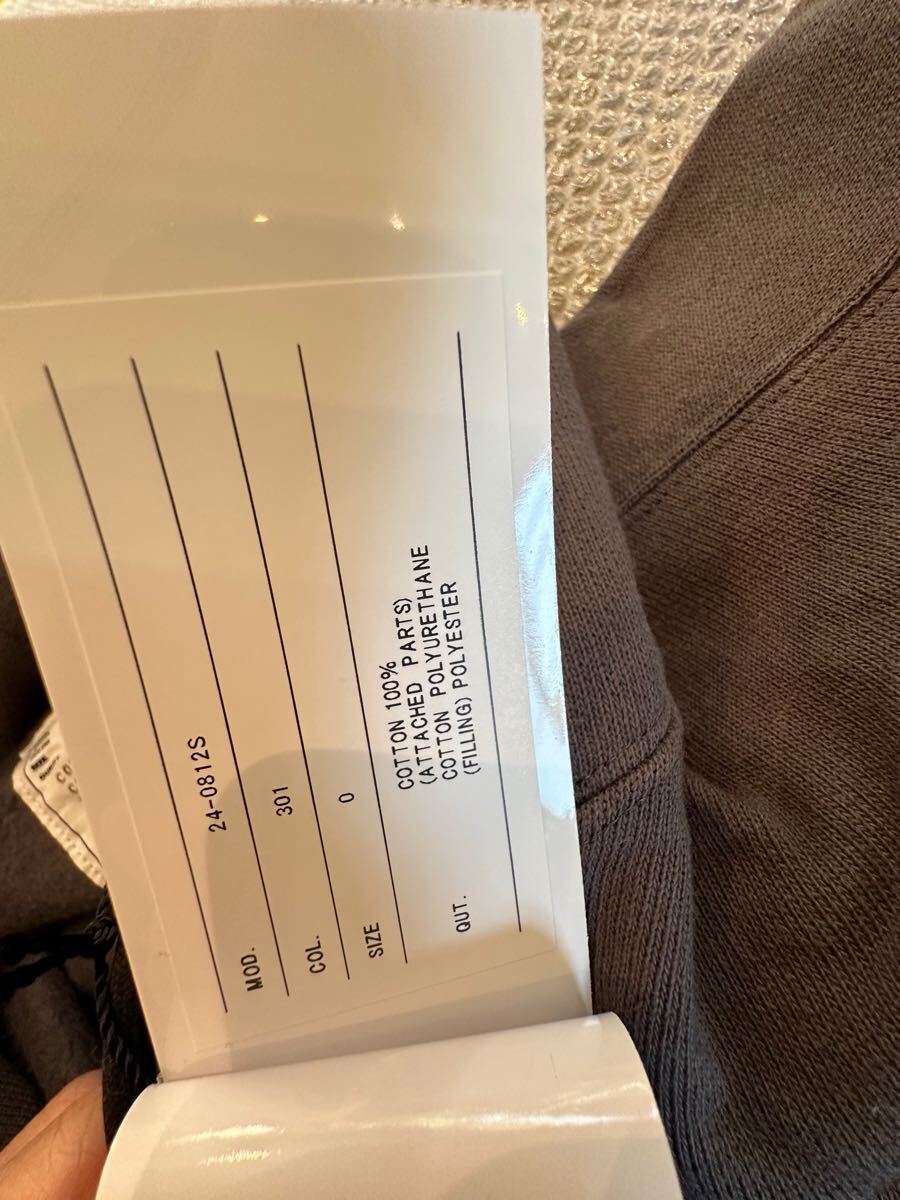 MOD. 24-0812S
COL. 301
SIZE 0
QUT. COTTON 100%
(ATTACHED PARTS)
COTTON POLYURETHANE
(FILLING) POLYESTER